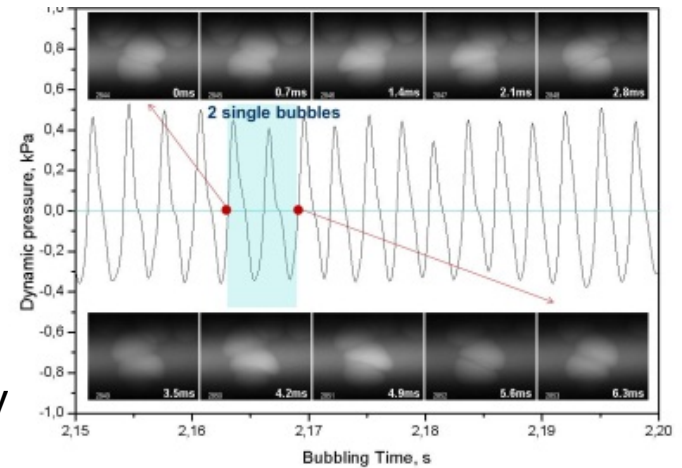 1,0
0,8
0,6
0,4
0,2
0,0
-0,2
-0,4
-0,6
-0,8
-1,0
Dynamic pressure, kPa
0ms
0.7ms
1.4ms
2.1ms
2.8ms
2 single bubbles
3.5ms
4.2ms
4.9ms
5.6ms
6.3ms
2,15
2,16
2,17
2,18
2,19
2,20
Bubbling Time, s